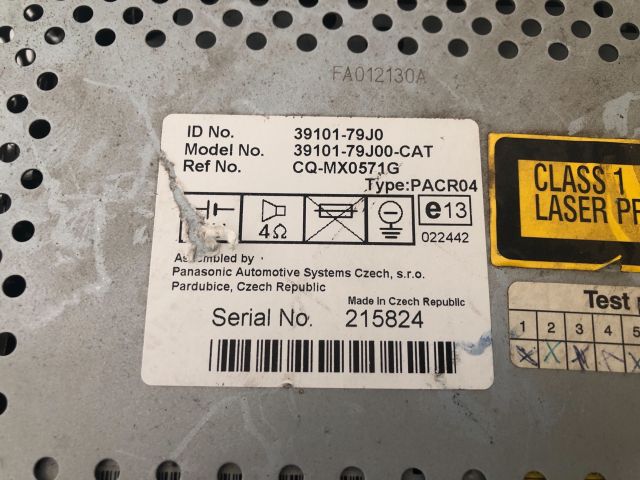 FA012130A
ID No. 39101-79J0
Model No. 39101-79J00-CAT
Ref No. CQ-MX0571G
Type:PACR04
4Ω
e13
022442
Assembled by
Panasonic Automotive Systems Czech, s.r.o.
Pardubice, Czech Republic
Made in Czech Republic
Serial No. 215824
CLASS 1
LASER PR
Test
1 2 3 4 5